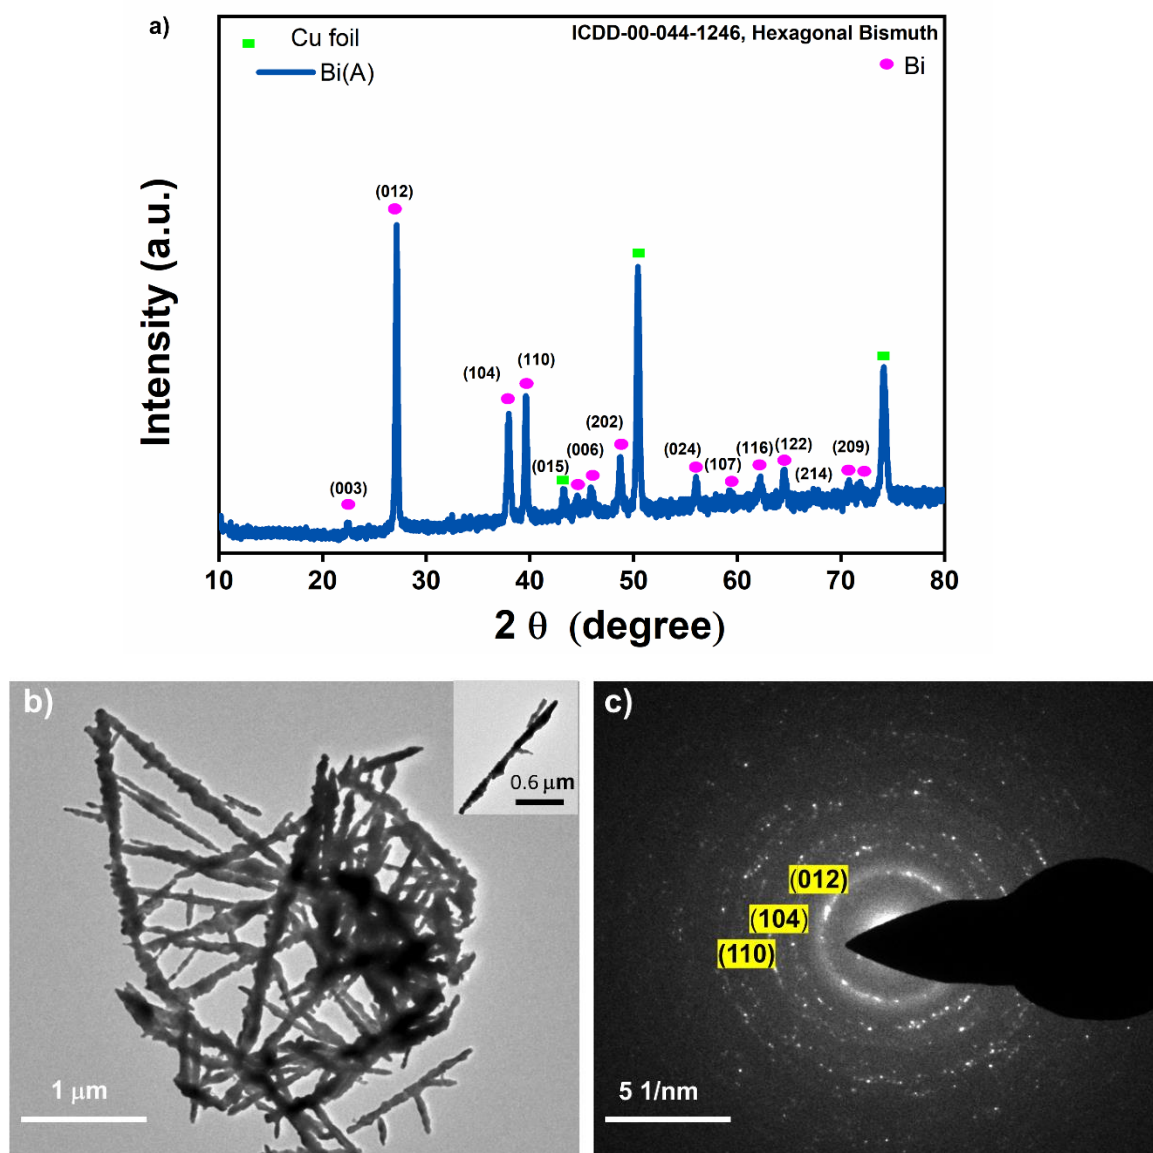 a)
ICDD-00-044-1246, Hexagonal Bismuth
Cu foil
Bi
Bi(A)
Intensity (a.u.)
(003)
(012)
(104)
(110)
(015)
(006)
(202)
(024)
(107)
(116)
(122)
(214)
(209)
10 20 30 40 50 60 70 80
2 θ (degree)
b)
0.6 μm
1 μm
c)
(012)
(104)
(110)
5 1/nm